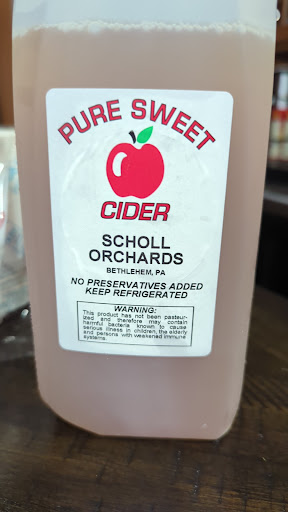 PURE SWEET
CIDER
SCHOLL
ORCHARDS
BETHLEHEM, PA
NO PRESERVATIVES ADDED
KEEP REFRIGERATED
WARNING:
This product has not been pasteur-
ized and therefore may contain
harmful bacteria known to cause
serious illness in children, the elderly
and persons with weakened immune
systems.